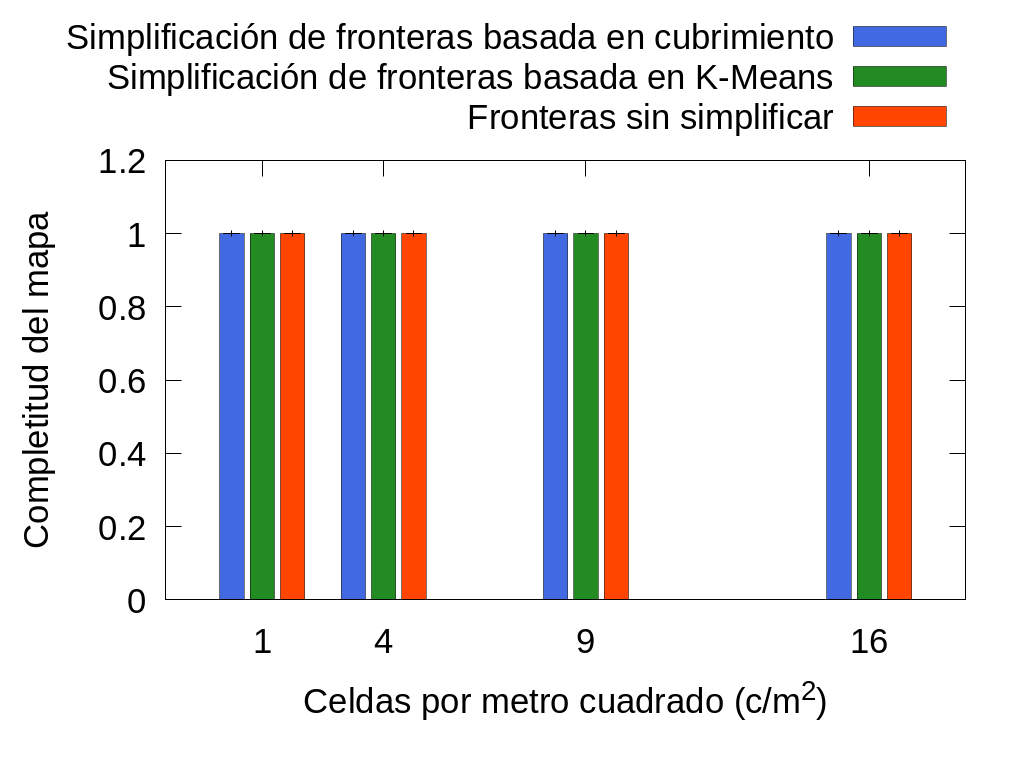 Simplificación de fronteras basada en cubrimiento
Simplificación de fronteras basada en K-Means
Fronteras sin simplificar
1.2
1
0.8
0.6
0.4
0.2
0
Completitud del mapa
1 4 9 16
Celdas por metro cuadrado (c/m²)